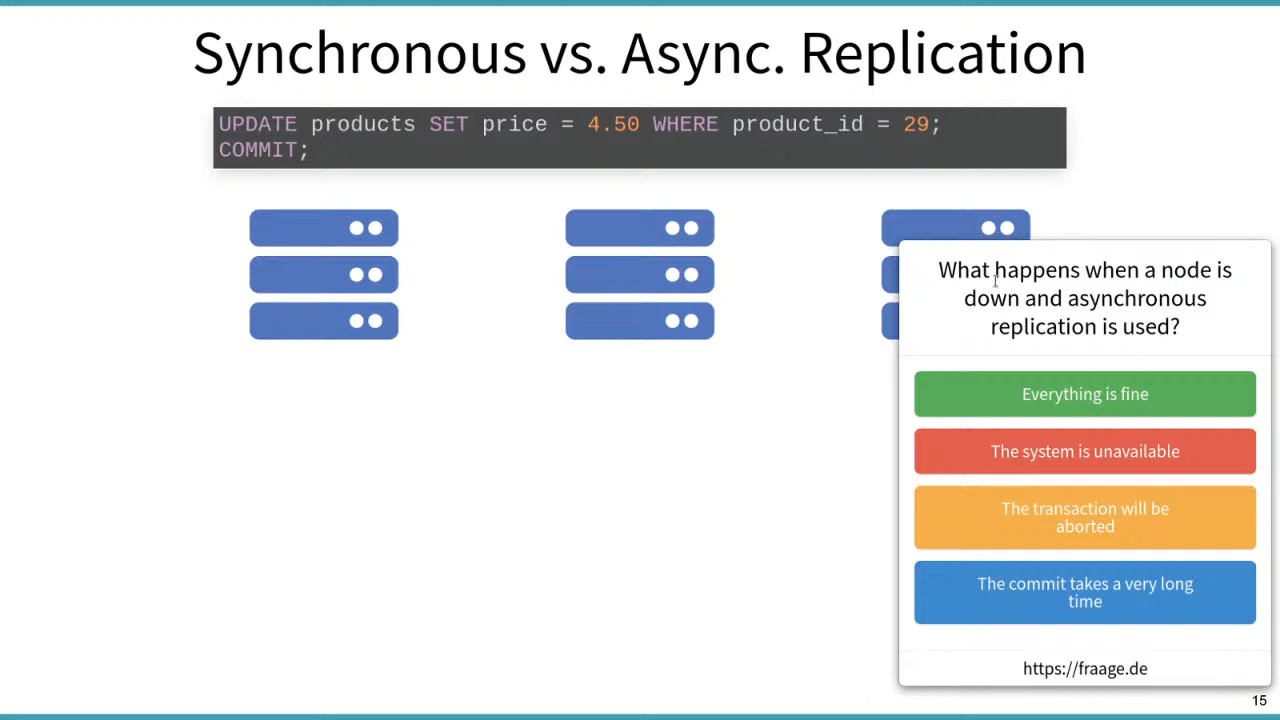 Synchronous vs. Async. Replication
UPDATE products SET price = 4.50 WHERE product_id = 29;
COMMIT;
What happens when a node is
down and asynchronous
replication is used?
Everything is fine
The system is unavailable
The transaction will be
aborted
The commit takes a very long
time
https://fraage.de
15